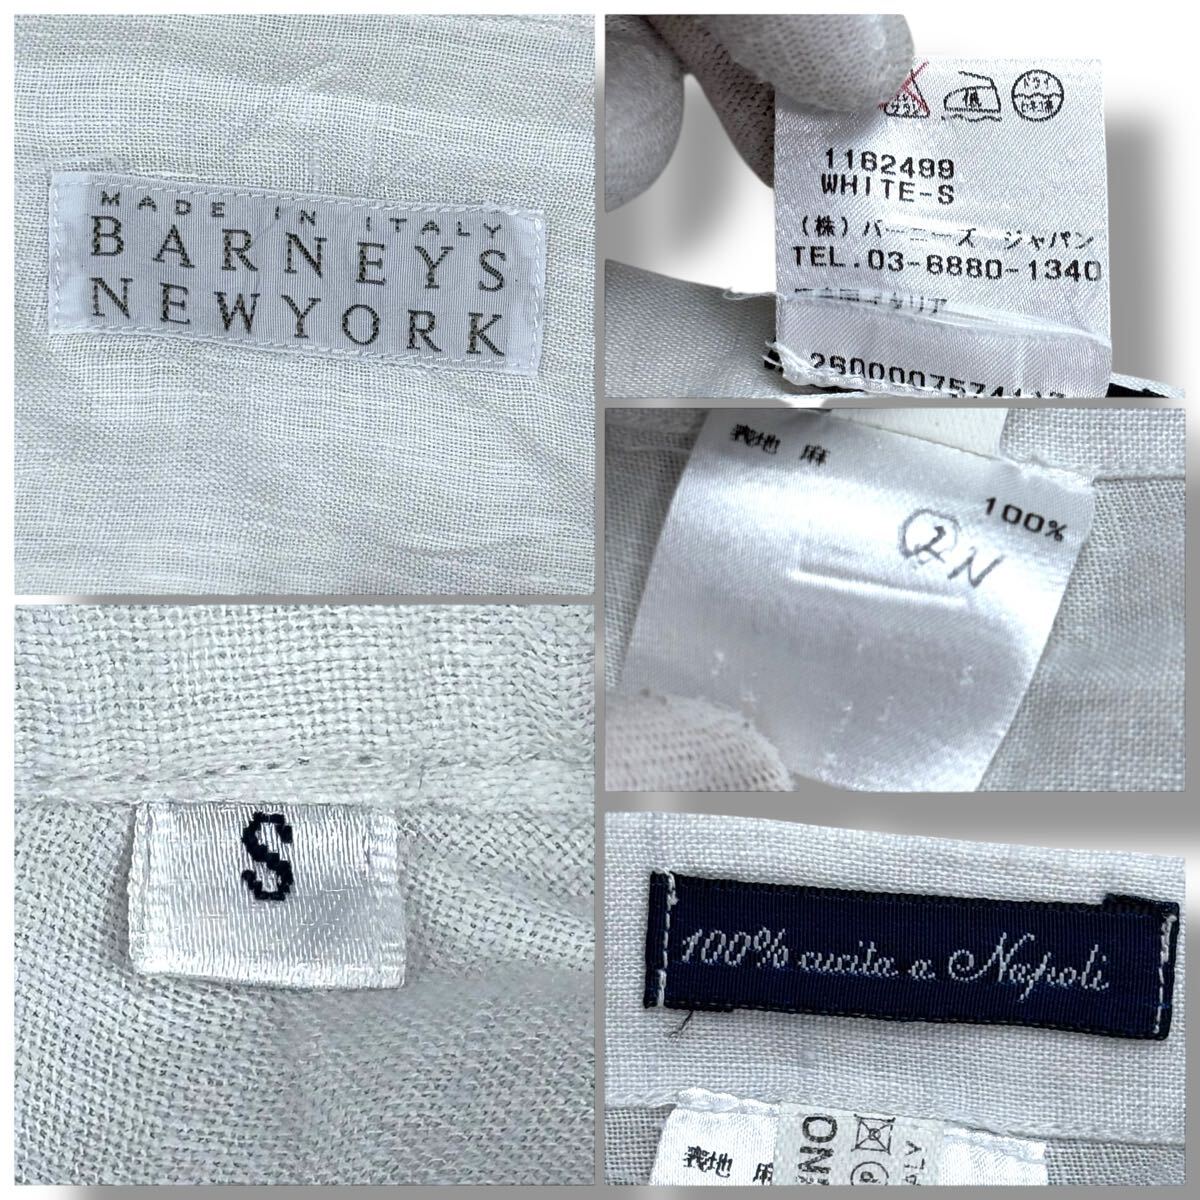 MADE IN ITALY
BARNEYS
NEWYORK
1162499
WHITE-S
(株)バーニーズ ジャパン
TEL.03-6880-1340
表地 麻
100%
N
S
100% cucite a Napoli
表地 麻